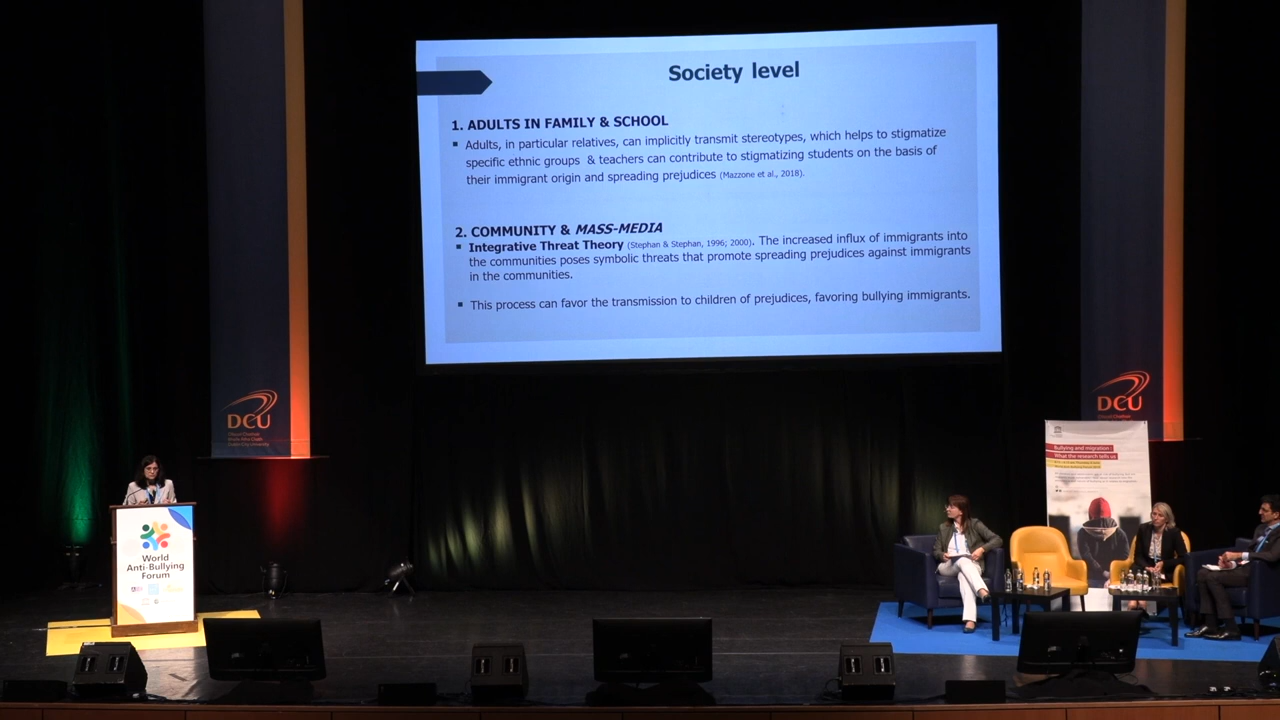 Society level
1. ADULTS IN FAMILY & SCHOOL
Adults, in particular relatives, can implicitly transmit stereotypes, which helps to stigmatize
specific ethnic groups & teachers can contribute to stigmatizing students on the basis of
their immigrant origin and spreading prejudices (Mazzone et al., 2018).
2. COMMUNITY & MASS-MEDIA
Integrative Threat Theory (Stephan & Stephan, 1996; 2000). The increased influx of immigrants into
the communities poses symbolic threats that promote spreading prejudices against immigrants
in the communities.
This process can favor the transmission to children of prejudices, favoring bullying immigrants.
DCU
DCU
World
Anti-Bullying
Forum
Bullying and migration:
What the research tells us